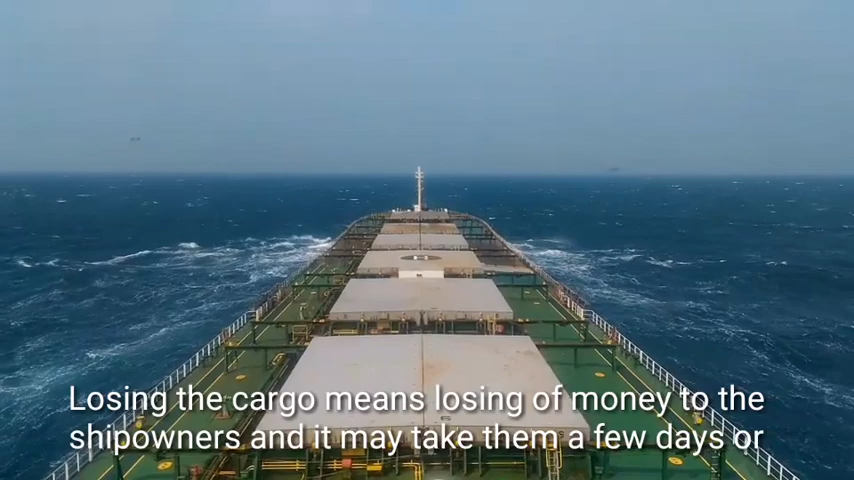 Losing the cargo means losing of money to the
shipowners and it may take them a few days or